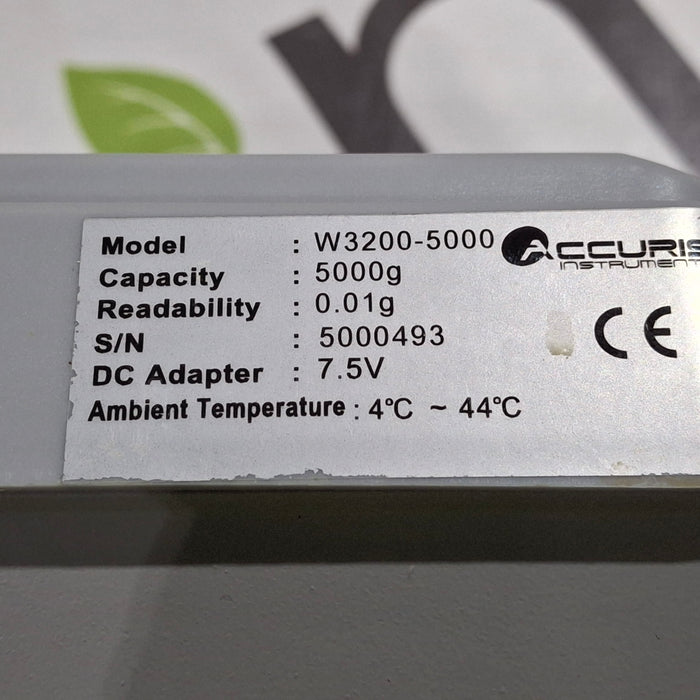 Model : W3200-5000
ACCURIS
INSTRUMENT
Capacity : 5000g
Readability : 0.01g
S/N : 5000493
CE
DC Adapter : 7.5V
Ambient Temperature : 4℃ ~ 44℃